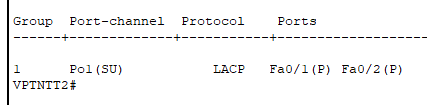 Group  Port-channel  Protocol    Ports
------+-------------+-----------+--------------------
1      Po1(SU)           LACP   Fa0/1(P) Fa0/2(P)
VPTNTT2#